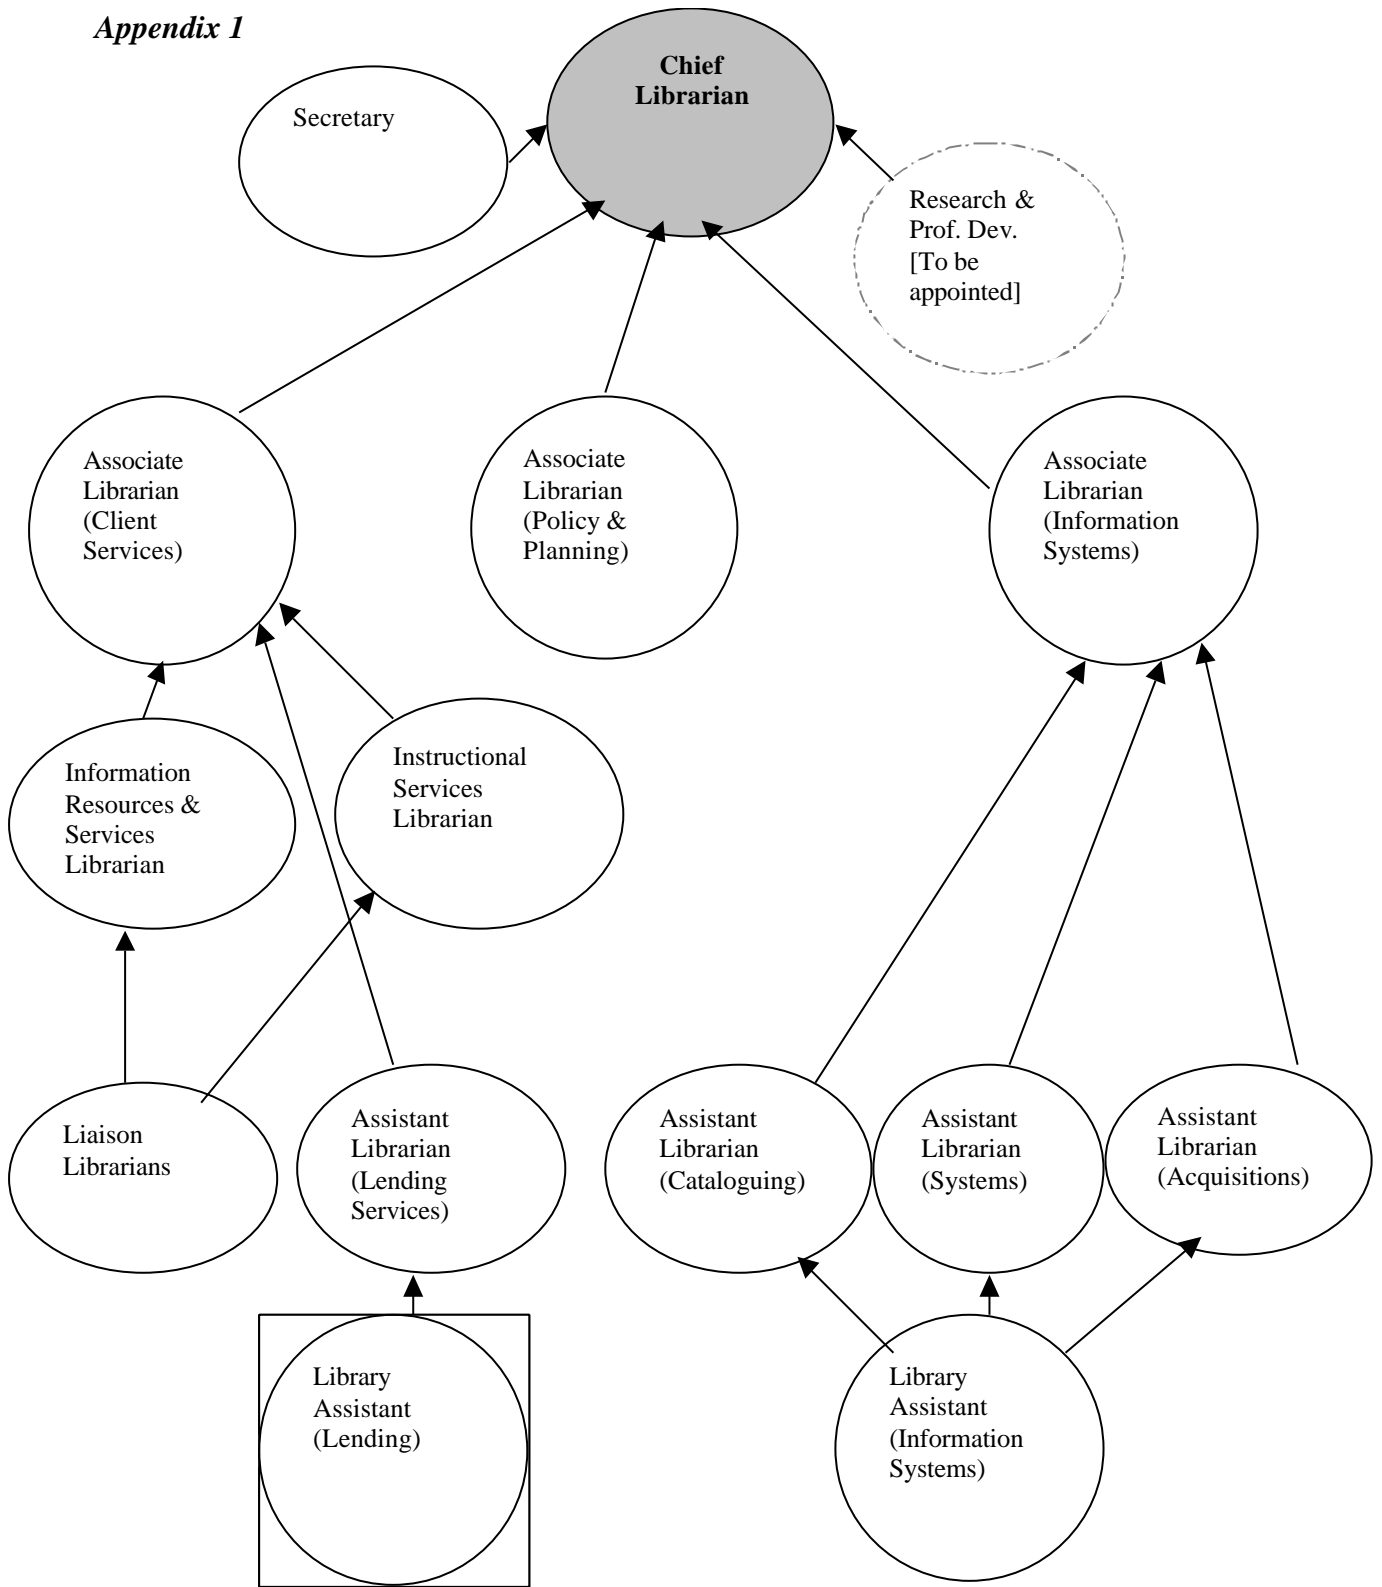 Appendix 1
Chief
Librarian
Secretary
Research &
Prof. Dev.
[To be
appointed]
Associate
Librarian
(Client
Services)
Associate
Librarian
(Policy &
Planning)
Associate
Librarian
(Information
Systems)
Information
Resources &
Services
Librarian
Instructional
Services
Librarian
Liaison
Librarians
Assistant
Librarian
(Lending
Services)
Assistant
Librarian
(Cataloguing)
Assistant
Librarian
(Systems)
Assistant
Librarian
(Acquisitions)
Library
Assistant
(Lending)
Library
Assistant
(Information
Systems)